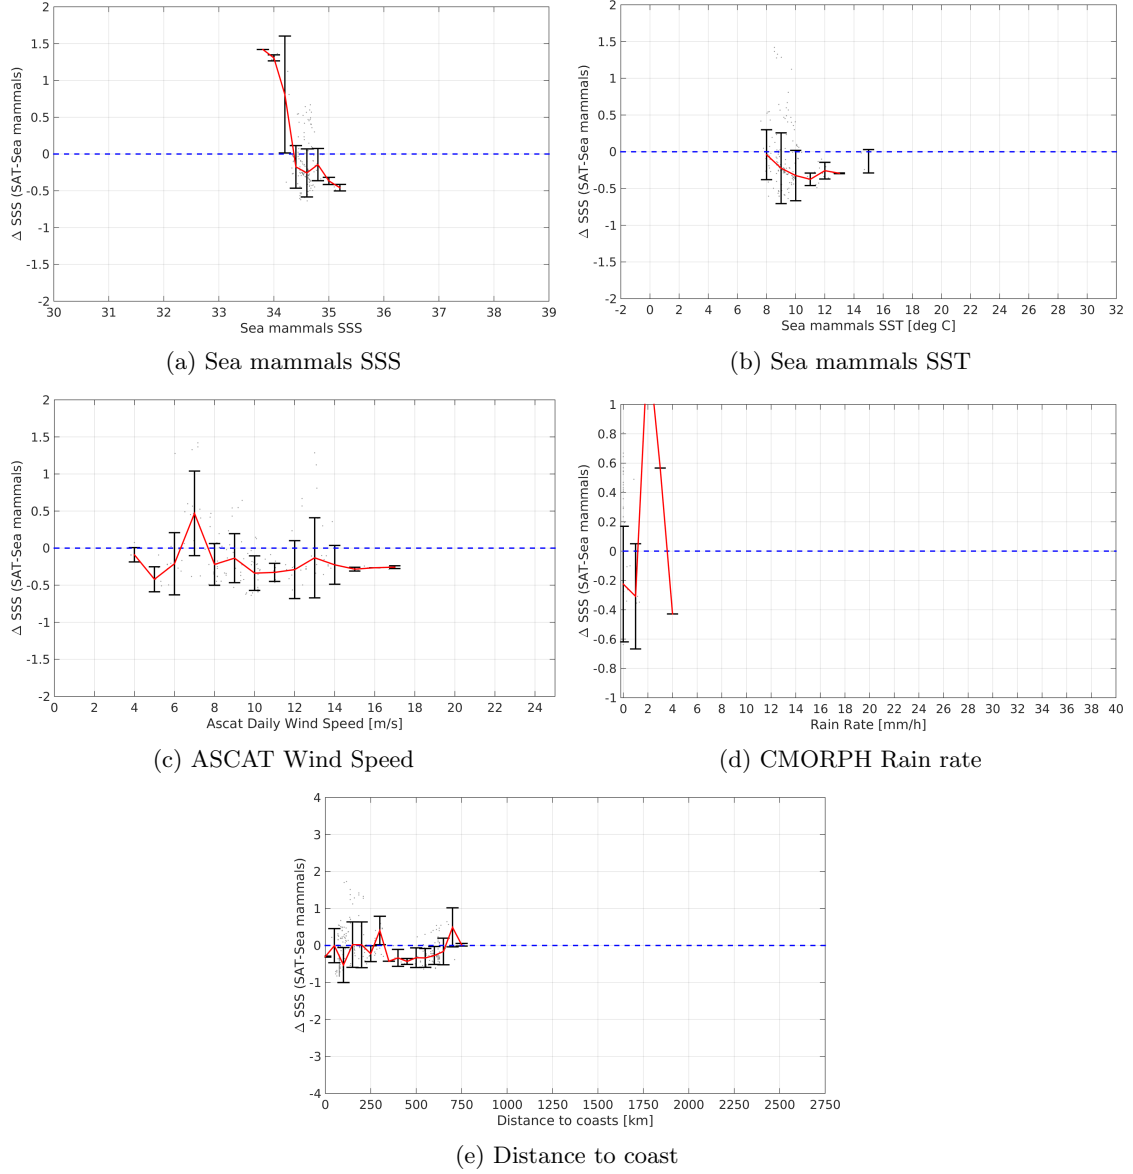 2
1.5
1
0.5
0
-0.5
-1
-1.5
-2
Δ SSS (SAT-Sea mammals)
30 31 32 33 34 35 36 37 38 39
Sea mammals SSS
(a) Sea mammals SSS
2
1.5
1
0.5
0
-0.5
-1
-1.5
-2
Δ SSS (SAT-Sea mammals)
-2 0 2 4 6 8 10 12 14 16 18 20 22 24 26 28 30 32
Sea mammals SST [deg C]
(b) Sea mammals SST
2
1.5
1
0.5
0
-0.5
-1
-1.5
-2
Δ SSS (SAT-Sea mammals)
0 2 4 6 8 10 12 14 16 18 20 22 24
Ascat Daily Wind Speed [m/s]
(c) ASCAT Wind Speed
1
0.8
0.6
0.4
0.2
0
-0.2
-0.4
-0.6
-0.8
-1
Δ SSS (SAT-Sea mammals)
0 2 4 6 8 10 12 14 16 18 20 22 24 26 28 30 32 34 36 38 40
Rain Rate [mm/h]
(d) CMORPH Rain rate
4
3
2
1
0
-1
-2
-3
-4
Δ SSS (SAT-Sea mammals)
0 250 500 750 1000 1250 1500 1750 2000 2250 2500 2750
Distance to coasts [km]
(e) Distance to coast